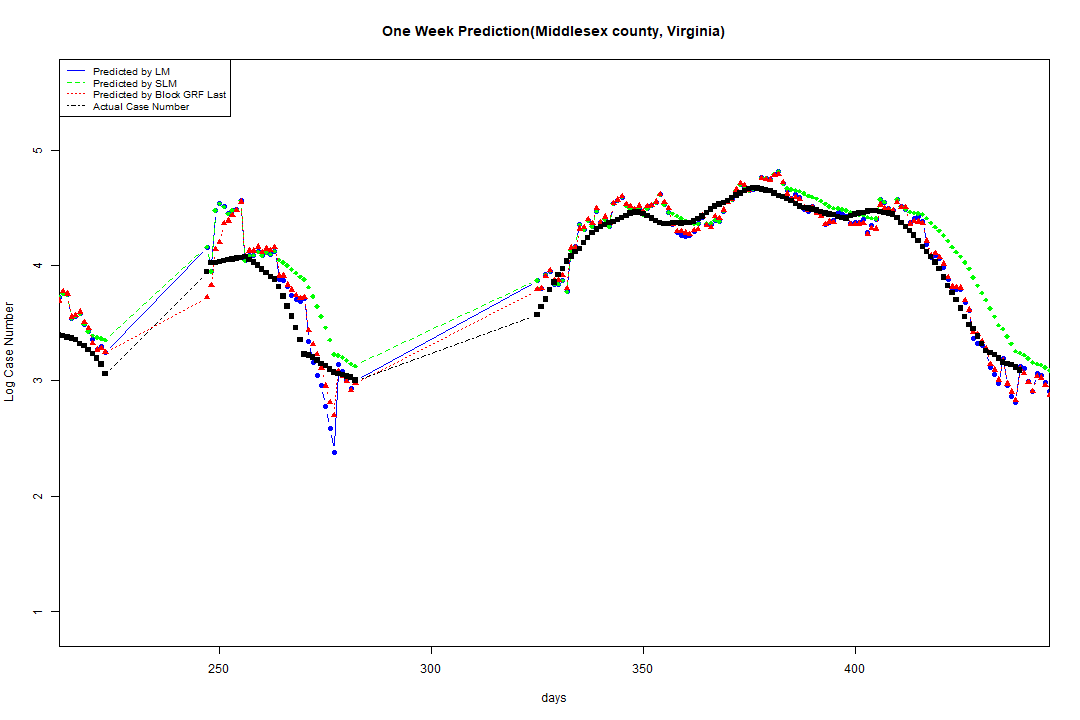 One Week Prediction(Middlesex county, Virginia)
Predicted by LM
Predicted by SLM
Predicted by Block GRF Last
Actual Case Number
5
4
3
2
1
Log Case Number
250
300
350
400
days